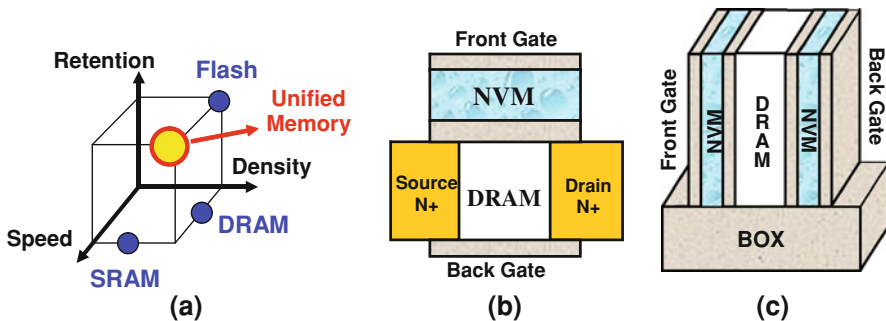 Retention
Flash
Unified
Memory
Density
DRAM
Speed
SRAM
(a)
Front Gate
NVM
Source
N+
DRAM
Drain
N+
Back Gate
(b)
Front Gate
NVM
DRAM
NVM
Back Gate
BOX
(c)